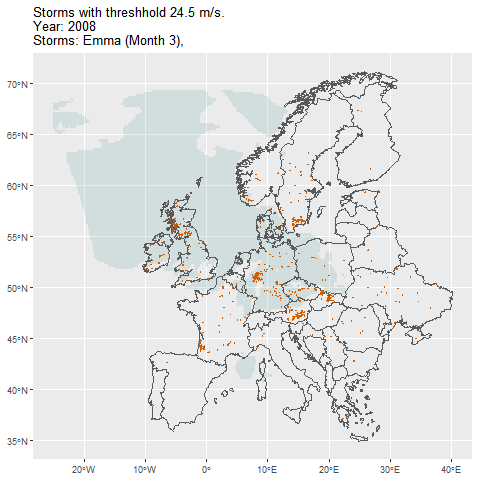 Storms with threshhold 24.5 m/s.
Year: 2008
Storms: Emma (Month 3),
70°N
65°N
60°N
55°N
50°N
45°N
40°N
35°N
20°W
10°W
0°
10°E
20°E
30°E
40°E